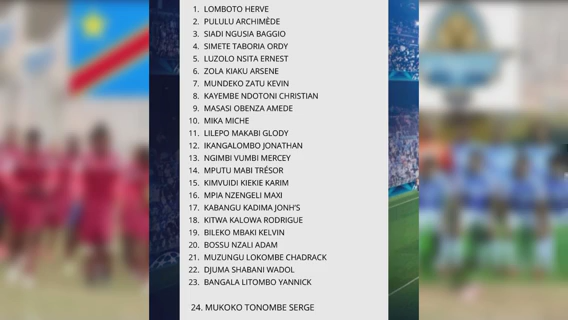 1. LOMBOTO HERVE
2. PULULU ARCHIMÈDE
3. SIADI NGUSIA BAGGIO
4. SIMETE TABORIA ORDY
5. LUZOLO NSITA ERNEST
6. ZOLA KIAKU ARSENE
7. MUNDEKO ZATU KEVIN
8. KAYEMBE NDOTONI CHRISTIAN
9. MASASI OBENZA AMEDE
10. MIKA MICHE
11. LILEPO MAKABI GLODY
12. IKANGALOMBO JONATHAN
13. NGIMBI VUMBI MERCEY
14. MPUTU MABI TRÉSOR
15. KIMVUIDI KIEKIE KARIM
16. MPIA NZENGELI MAXI
17. KABANGU KADIMA JONH'S
18. KITWA KALOWA RODRIGUE
19. BILEKO MBAKI KELVIN
20. BOSSU NZALI ADAM
21. MUZUNGU LOKOMBE CHADRACK
22. DJUMA SHABANI WADOL
23. BANGALA LITOMBO YANNICK
24. MUKOKO TONOMBE SERGE